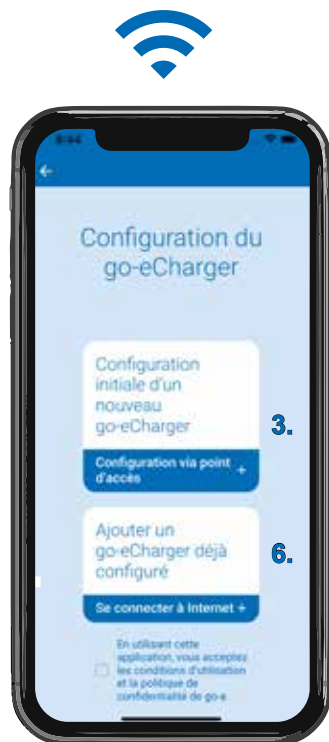 Configuration du
go-eCharger
Configuration
initiale d'un
nouveau
go-eCharger
3.
Configuration via point +
d'accès
Ajouter un
go-eCharger déjà
configuré
6.
Se connecter à Internet +
En utilisant cette
application, vous acceptez
les conditions d'utilisation
et la politique de
confidentialité de go-e